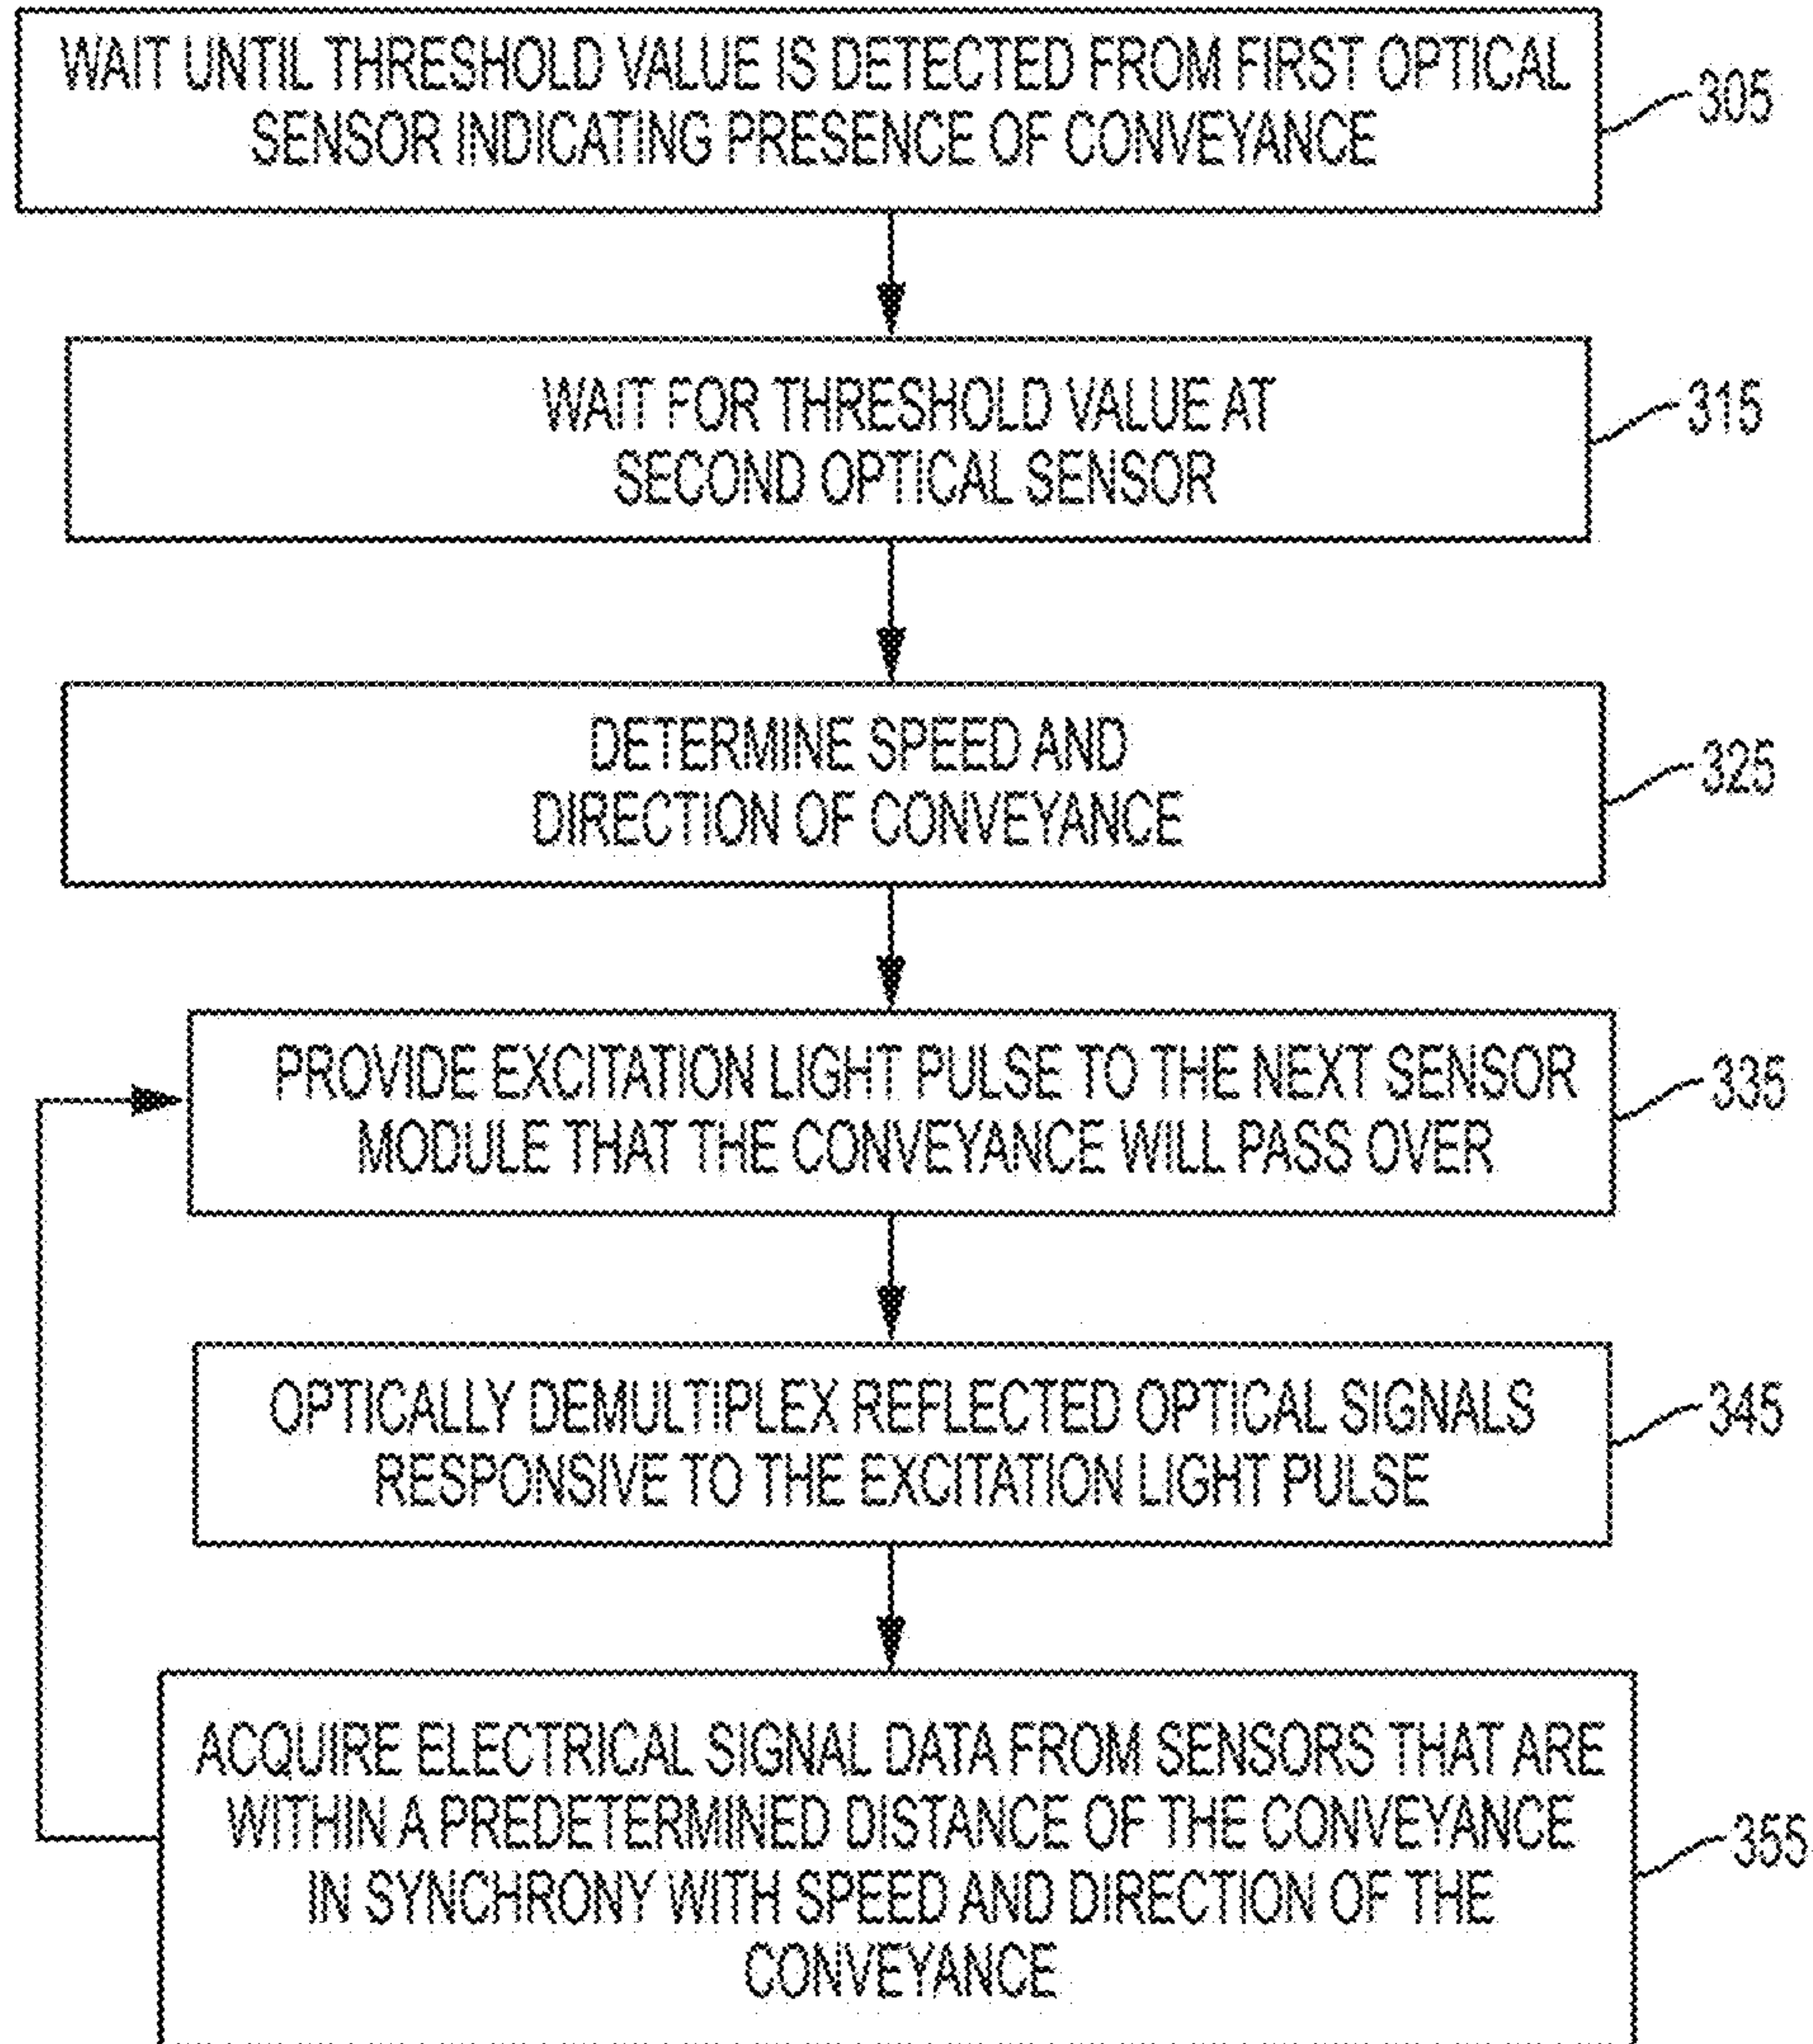 WAIT UNTIL THRESHOLD VALUE IS DETECTED FROM FIRST OPTICAL
SENSOR INDICATING PRESENCE OF CONVEYANCE
305
WAIT FOR THRESHOLD VALUE AT
SECOND OPTICAL SENSOR
315
DETERMINE SPEED AND
DIRECTION OF CONVEYANCE
325
PROVIDE EXCITATION LIGHT PULSE TO THE NEXT SENSOR
MODULE THAT THE CONVEYANCE WILL PASS OVER
335
OPTICALLY DEMULTIPLEX REFLECTED OPTICAL SIGNALS
RESPONSIVE TO THE EXCITATION LIGHT PULSE
345
ACQUIRE ELECTRICAL SIGNAL DATA FROM SENSORS THAT ARE
WITHIN A PREDETERMINED DISTANCE OF THE CONVEYANCE
IN SYNCHRONY WITH SPEED AND DIRECTION OF THE
CONVEYANCE
355